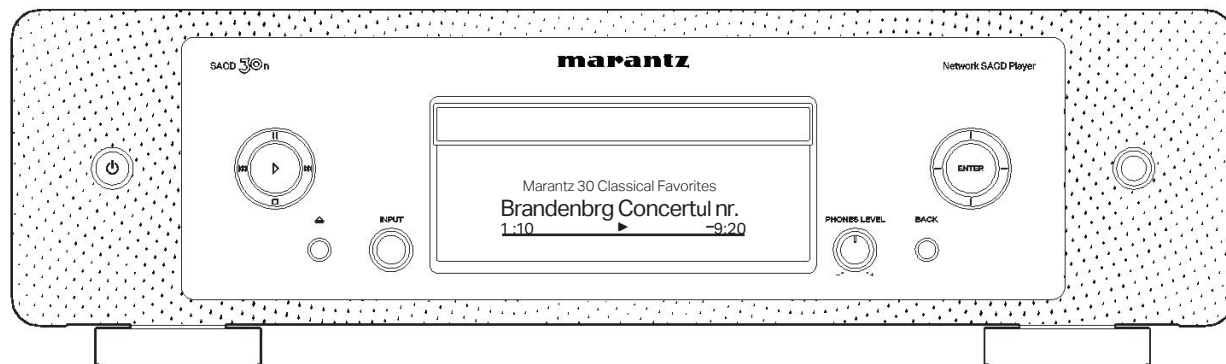 SACD 30n
marantz
Network SACD Player
Marantz 30 Classical Favorites
Brandenbrg Concertul nr.
1 :10 -9:20
ENTER
INPUT
PHONES LEVEL
BACK
- +